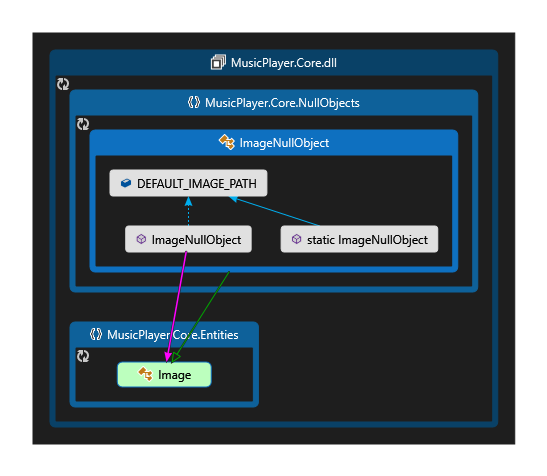 MusicPlayer.Core.dll
MusicPlayer.Core.NullObjects
ImageNullObject
DEFAULT_IMAGE_PATH
ImageNullObject
static ImageNullObject
MusicPlayer.Core.Entities
Image